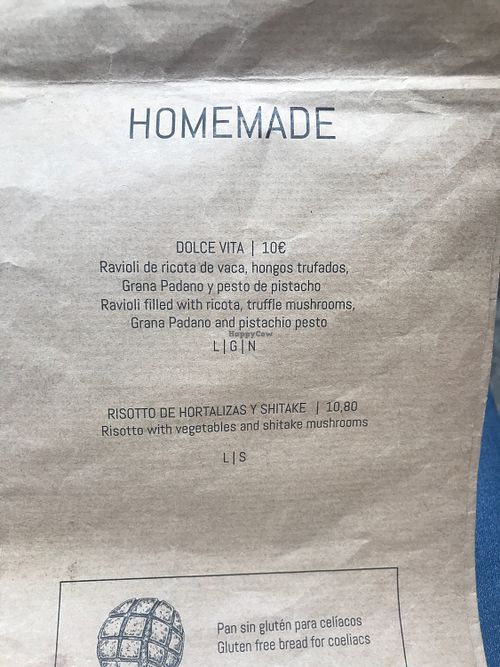 HOMEMADE
DOLCE VITA | 10€
Ravioli de ricota de vaca, hongos trufados,
Grana Padano y pesto de pistacho
Ravioli filled with ricota, truffle mushrooms,
Grana Padano and pistachio pesto
HappyCow
L | G | N
RISOTTO DE HORTALIZAS Y SHITAKE | 10,80
Risotto with vegetables and shitake mushrooms
L | S
Pan sin glutén para celíacos
Gluten free bread for coeliacs